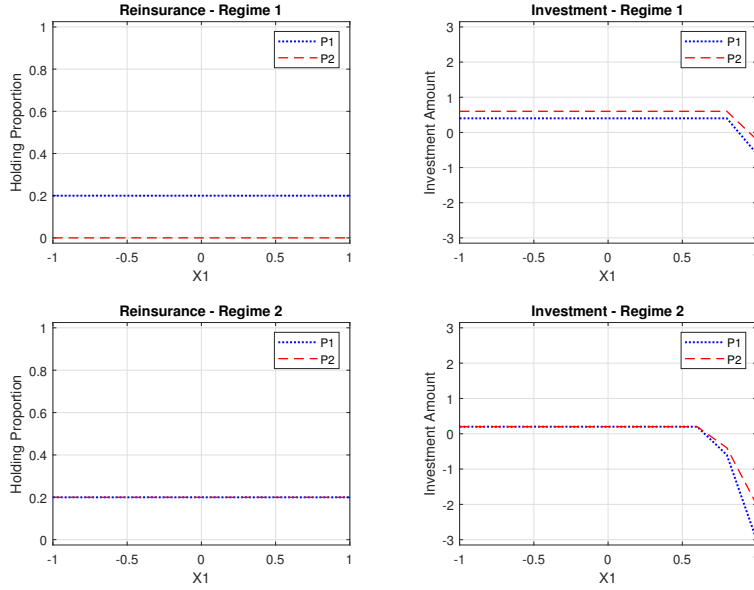 Reinsurance - Regime 1
Holding Proportion
1
0.8
0.6
0.4
0.2
0
-1 -0.5 0 0.5 1
X1
P1
P2
Investment - Regime 1
Investment Amount
3
2
1
0
-1
-2
-3
-1 -0.5 0 0.5 1
X1
P1
P2
Reinsurance - Regime 2
Holding Proportion
1
0.8
0.6
0.4
0.2
0
-1 -0.5 0 0.5 1
X1
P1
P2
Investment - Regime 2
Investment Amount
3
2
1
0
-1
-2
-3
-1 -0.5 0 0.5 1
X1
P1
P2